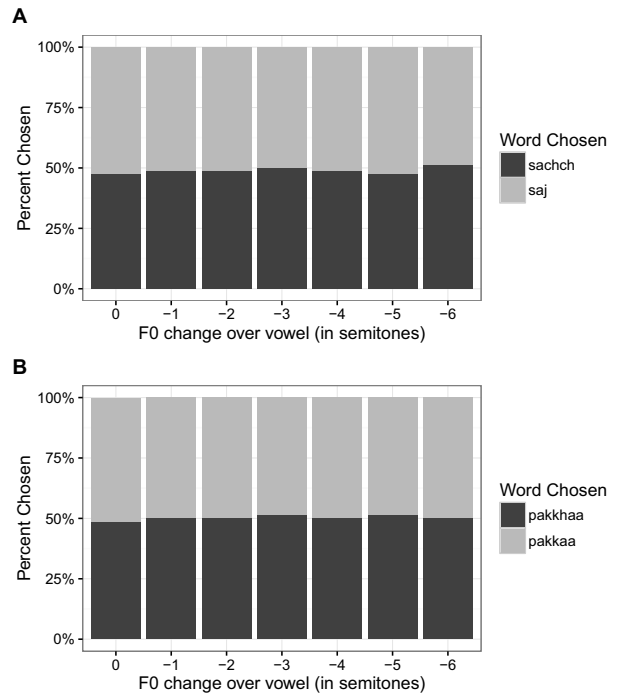 A
100%
75%
50%
25%
0%
Percent Chosen
0 −1 −2 −3 −4 −5 −6
F0 change over vowel (in semitones)
Word Chosen
sachch
saj
B
100%
75%
50%
25%
0%
Percent Chosen
0 −1 −2 −3 −4 −5 −6
F0 change over vowel (in semitones)
Word Chosen
pakkhaa
pakkaa